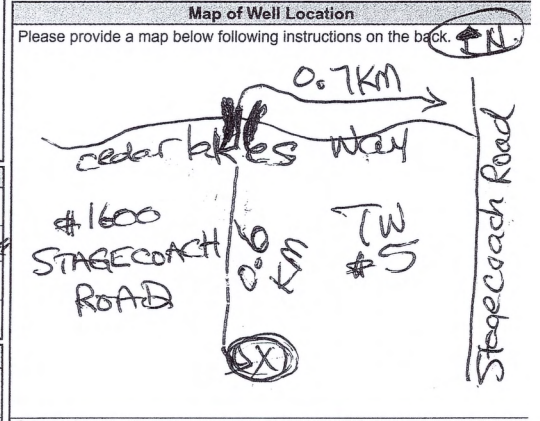 Map of Well Location
Please provide a map below following instructions on the back.
N
0.7KM
cedar lakes Way
#1600
STAGECOACH
ROAD
0.6
KM
TW
#5
X
Stagecoach Road